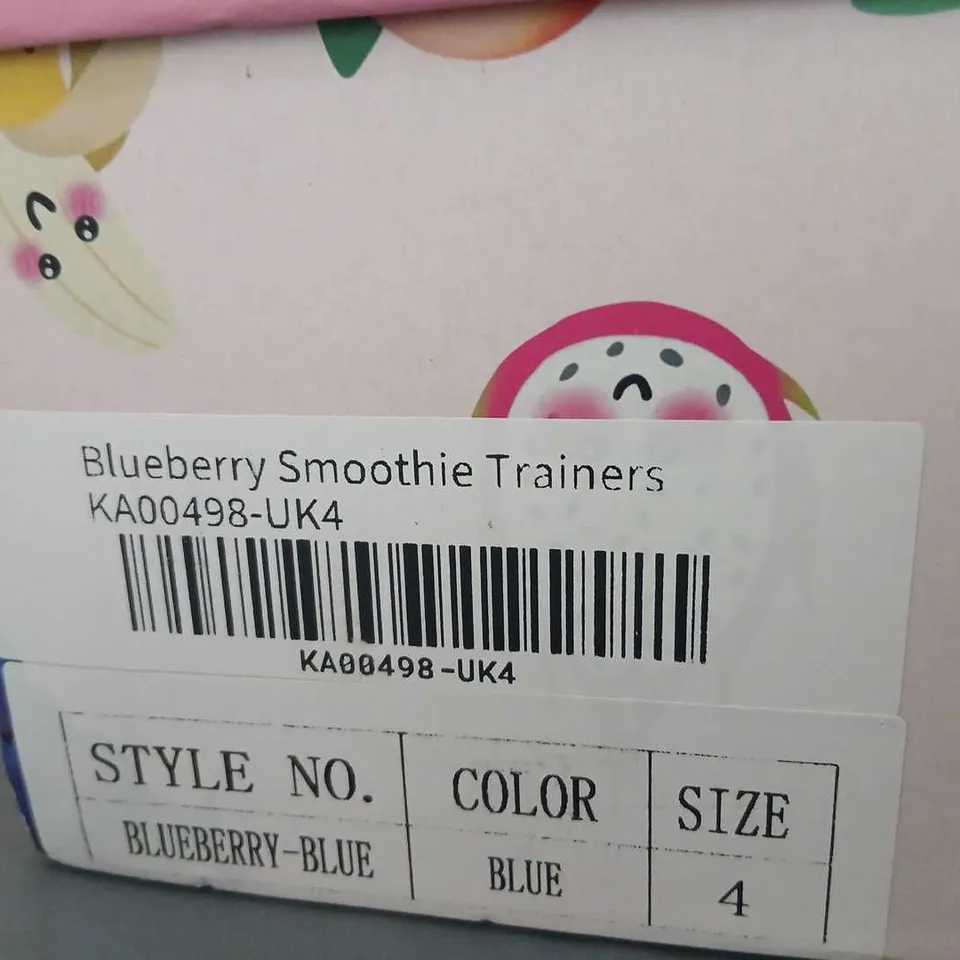 Blueberry Smoothie Trainers
KA00498-UK4
KA00498-UK4
STYLE NO. COLOR SIZE
BLUEBERRY-BLUE BLUE 4